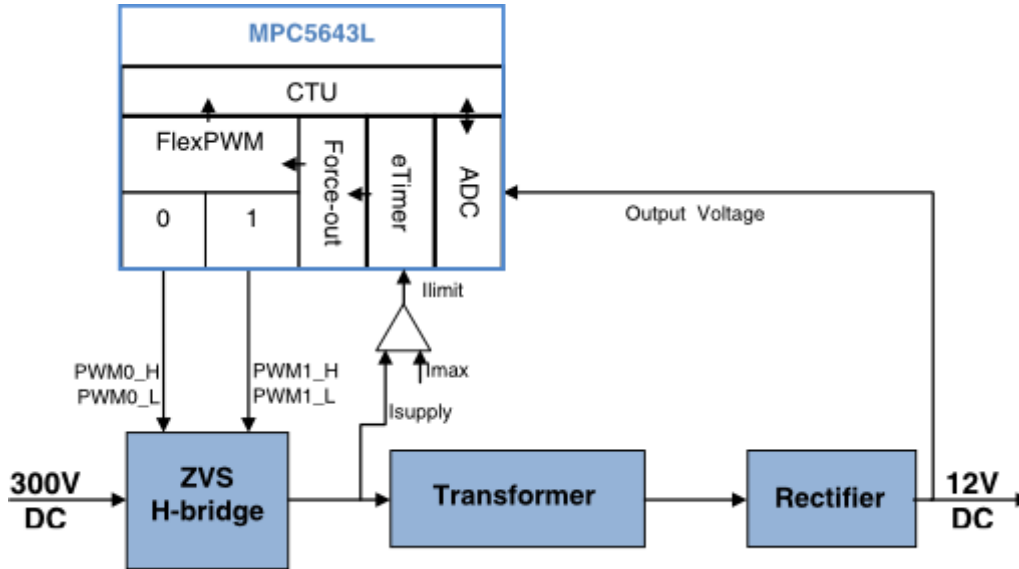 MPC5643L
CTU
FlexPWM
Force-out
eTimer
ADC
0
1
Output Voltage
Ilimit
PWM0_H
PWM0_L
PWM1_H
PWM1_L
Imax
Isupply
300V
DC
ZVS
H-bridge
Transformer
Rectifier
12V
DC